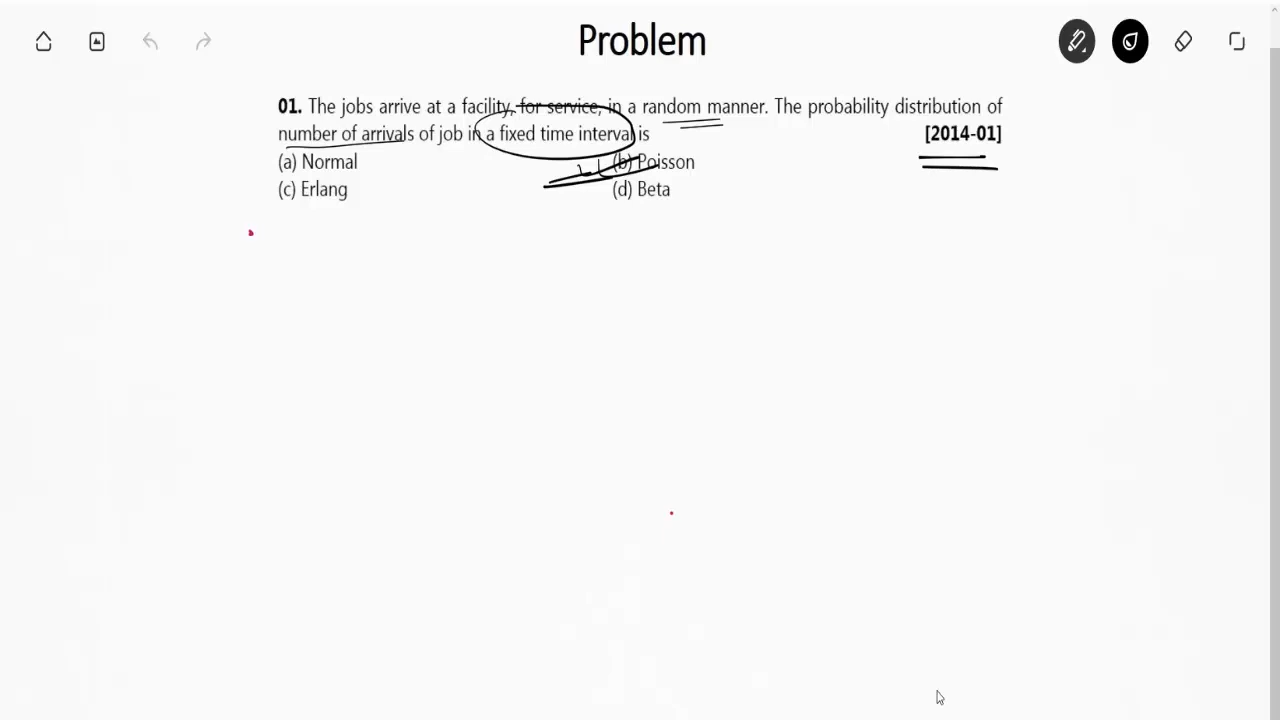 Problem
01. The jobs arrive at a facility, for service, in a random manner. The probability distribution of
number of arrivals of job in a fixed time interval is [2014-01]
(a) Normal (b) Poisson
(c) Erlang (d) Beta